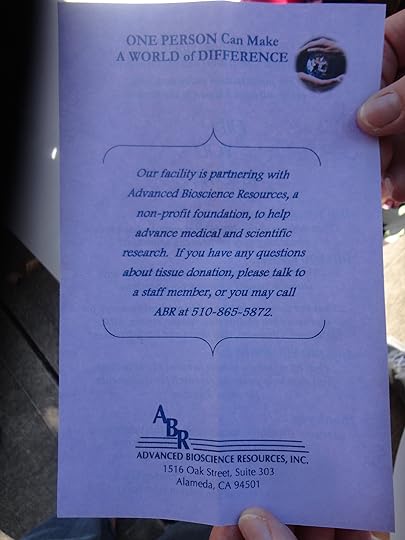 ONE PERSON Can Make
A WORLD of DIFFERENCE
Our facility is partnering with
Advanced Bioscience Resources, a
non-profit foundation, to help
advance medical and scientific
research. If you have any questions
about tissue donation, please talk to
a staff member, or you may call
ABR at 510-865-5872.
ABR
ADVANCED BIOSCIENCE RESOURCES, INC.
1516 Oak Street, Suite 303
Alameda, CA 94501